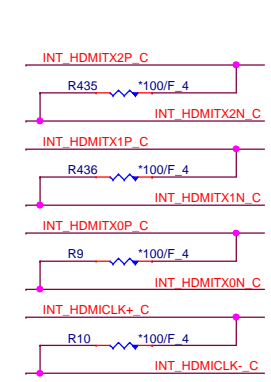 INT_HDMITX2P_C
R435 *100/F_4
INT_HDMITX2N_C
INT_HDMITX1P_C
R436 *100/F_4
INT_HDMITX1N_C
INT_HDMITX0P_C
R9 *100/F_4
INT_HDMITX0N_C
INT_HDMICLK+_C
R10 *100/F_4
INT_HDMICLK-_C